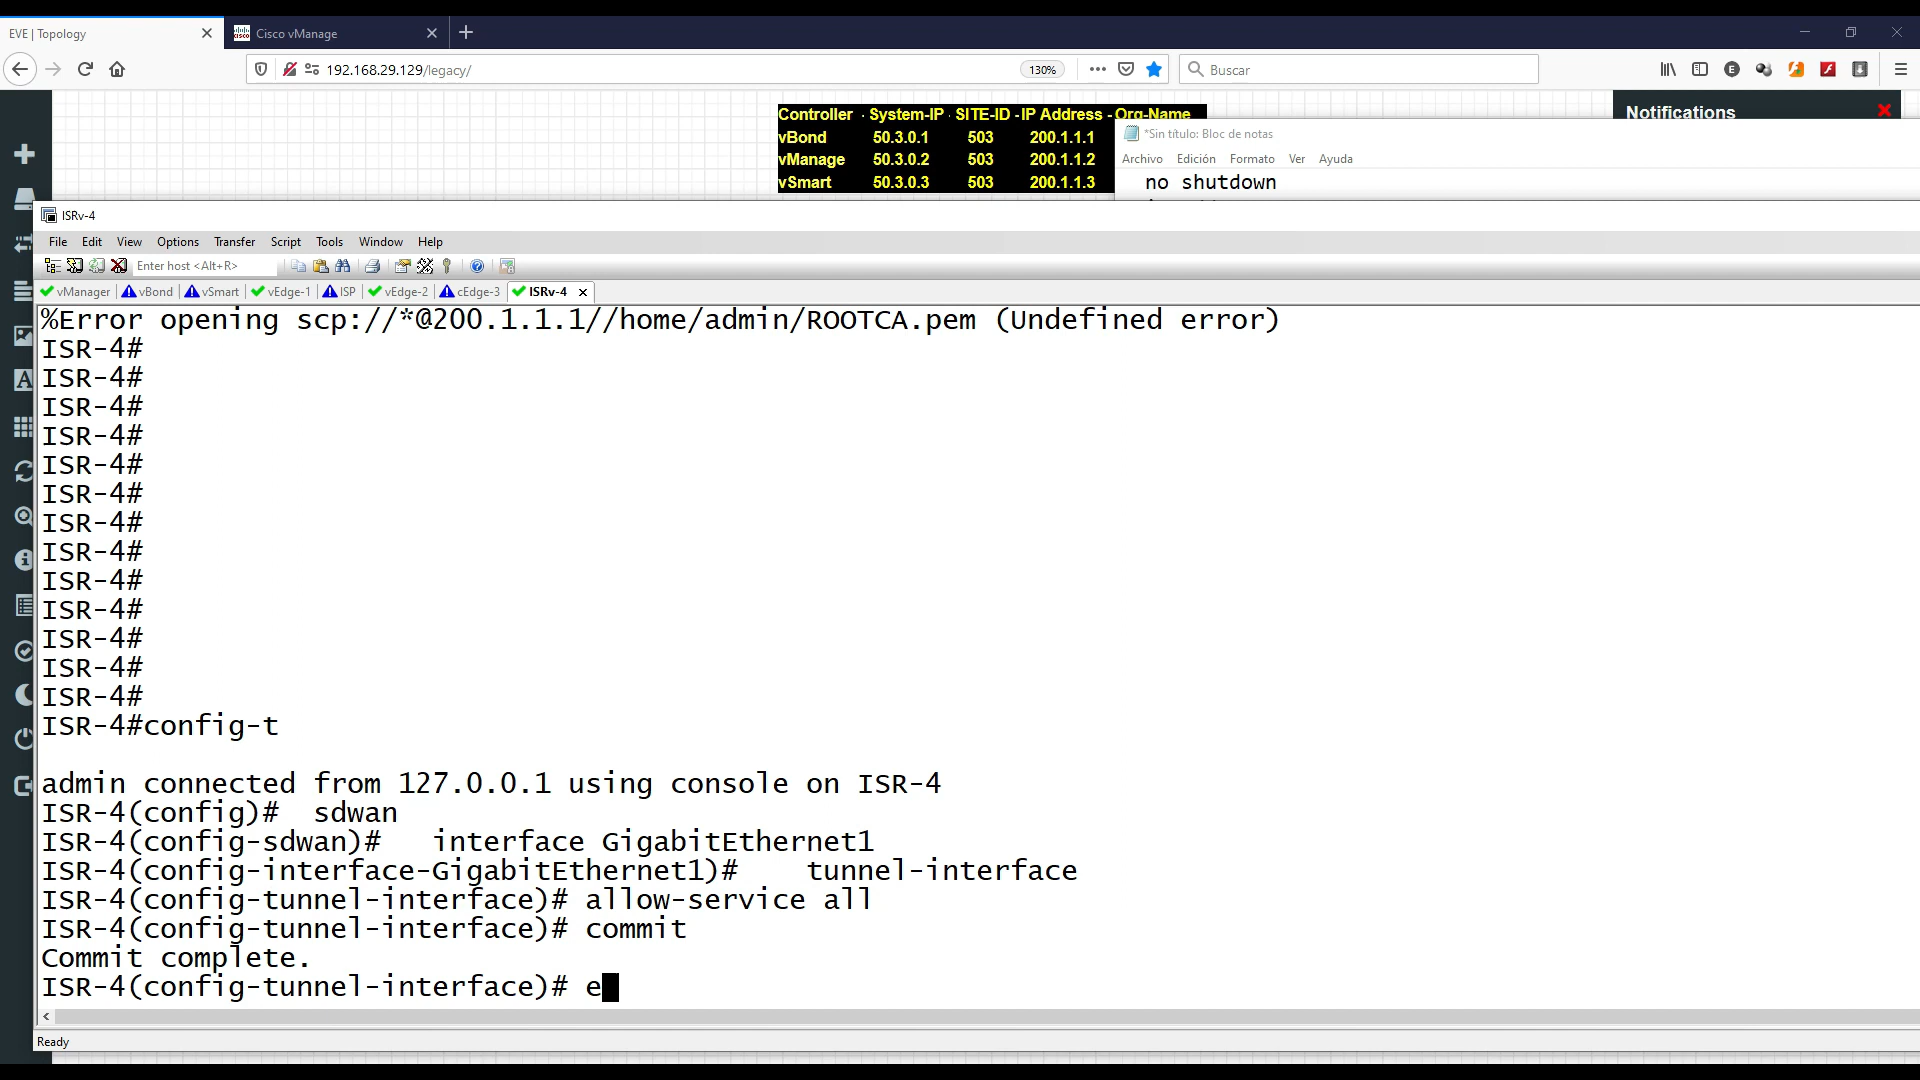 EVE | Topology
Cisco vManage
192.168.29.129/legacy/
130%
Buscar
Controller - System-IP - SITE-ID - IP Address - Org-Name
vBond 50.3.0.1 503 200.1.1.1
vManage 50.3.0.2 503 200.1.1.2
vSmart 50.3.0.3 503 200.1.1.3
Notifications
*Sin título: Bloc de notas
Archivo Edición Formato Ver Ayuda
no shutdown
ISRv-4
File Edit View Options Transfer Script Tools Window Help
Enter host <Alt+R>
vManager vBond vSmart vEdge-1 ISP vEdge-2 cEdge-3 ISRv-4
%Error opening scp://*@200.1.1.1//home/admin/ROOTCA.pem (Undefined error)
ISR-4#
ISR-4#
ISR-4#
ISR-4#
ISR-4#
ISR-4#
ISR-4#
ISR-4#
ISR-4#
ISR-4#
ISR-4#
ISR-4#
ISR-4#
ISR-4#config-t
admin connected from 127.0.0.1 using console on ISR-4
ISR-4(config)# sdwan
ISR-4(config-sdwan)# interface GigabitEthernet1
ISR-4(config-interface-GigabitEthernet1)# tunnel-interface
ISR-4(config-tunnel-interface)# allow-service all
ISR-4(config-tunnel-interface)# commit
Commit complete.
ISR-4(config-tunnel-interface)# e
Ready